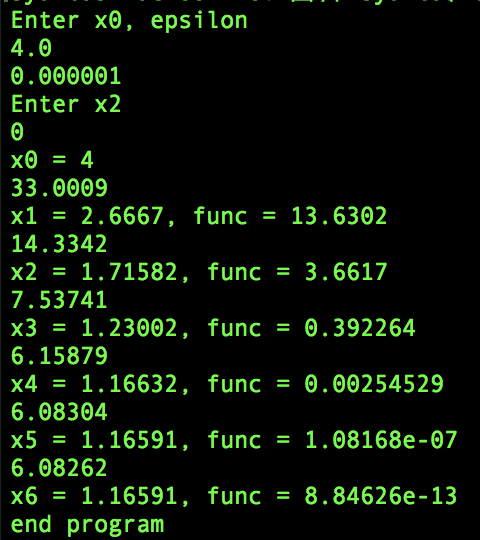 Enter x0, epsilon
4.0
0.000001
Enter x2
0
x0 = 4
33.0009
x1 = 2.6667, func = 13.6302
14.3342
x2 = 1.71582, func = 3.6617
7.53741
x3 = 1.23002, func = 0.392264
6.15879
x4 = 1.16632, func = 0.00254529
6.08304
x5 = 1.16591, func = 1.08168e-07
6.08262
x6 = 1.16591, func = 8.84626e-13
end program